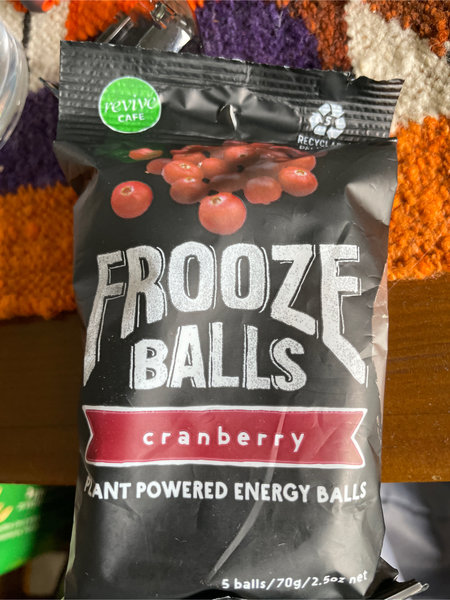 revive
CAFE
RECYCLABLE
FROOZE
BALLS
cranberry
PLANT POWERED ENERGY BALLS
5 balls/70g/2.5oz net